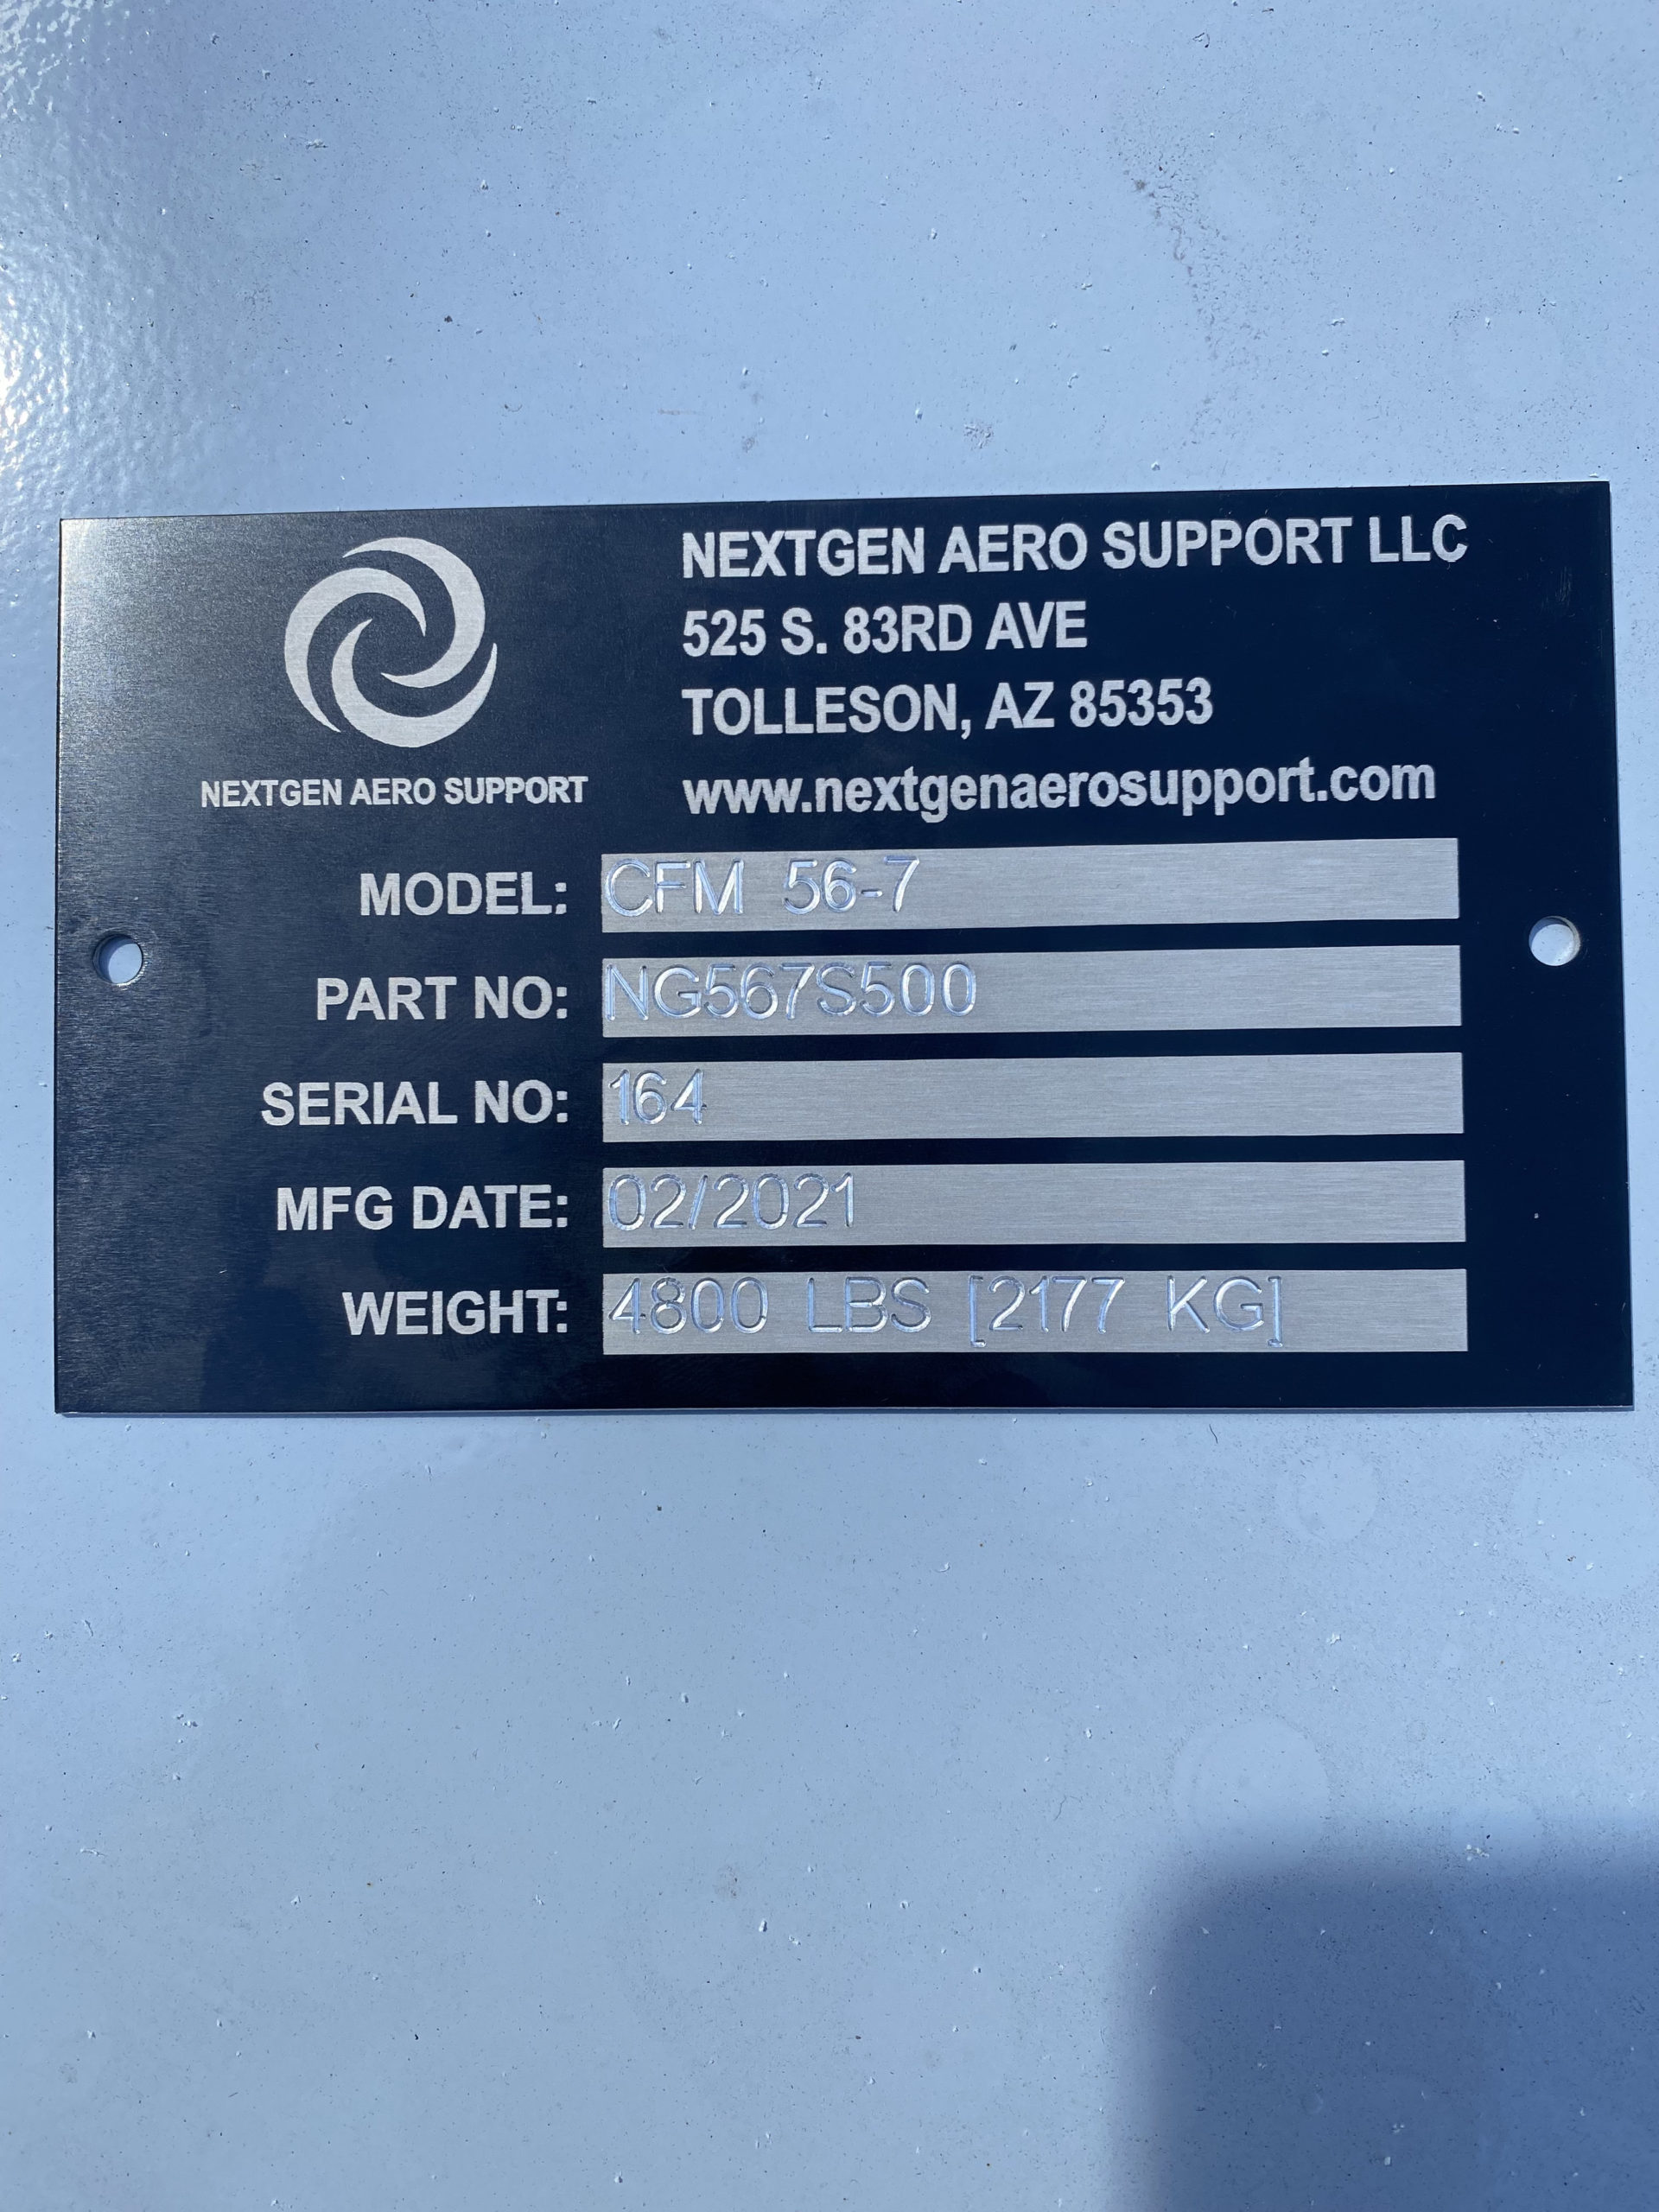 NEXTGEN AERO SUPPORT LLC
525 S. 83RD AVE
TOLLESON, AZ 85353
www.nextgenaerosupport.com
NEXTGEN AERO SUPPORT
MODEL: CFM 56-7
PART NO: NG567S500
SERIAL NO: 164
MFG DATE: 02/2021
WEIGHT: 4800 LBS [2177 KG]